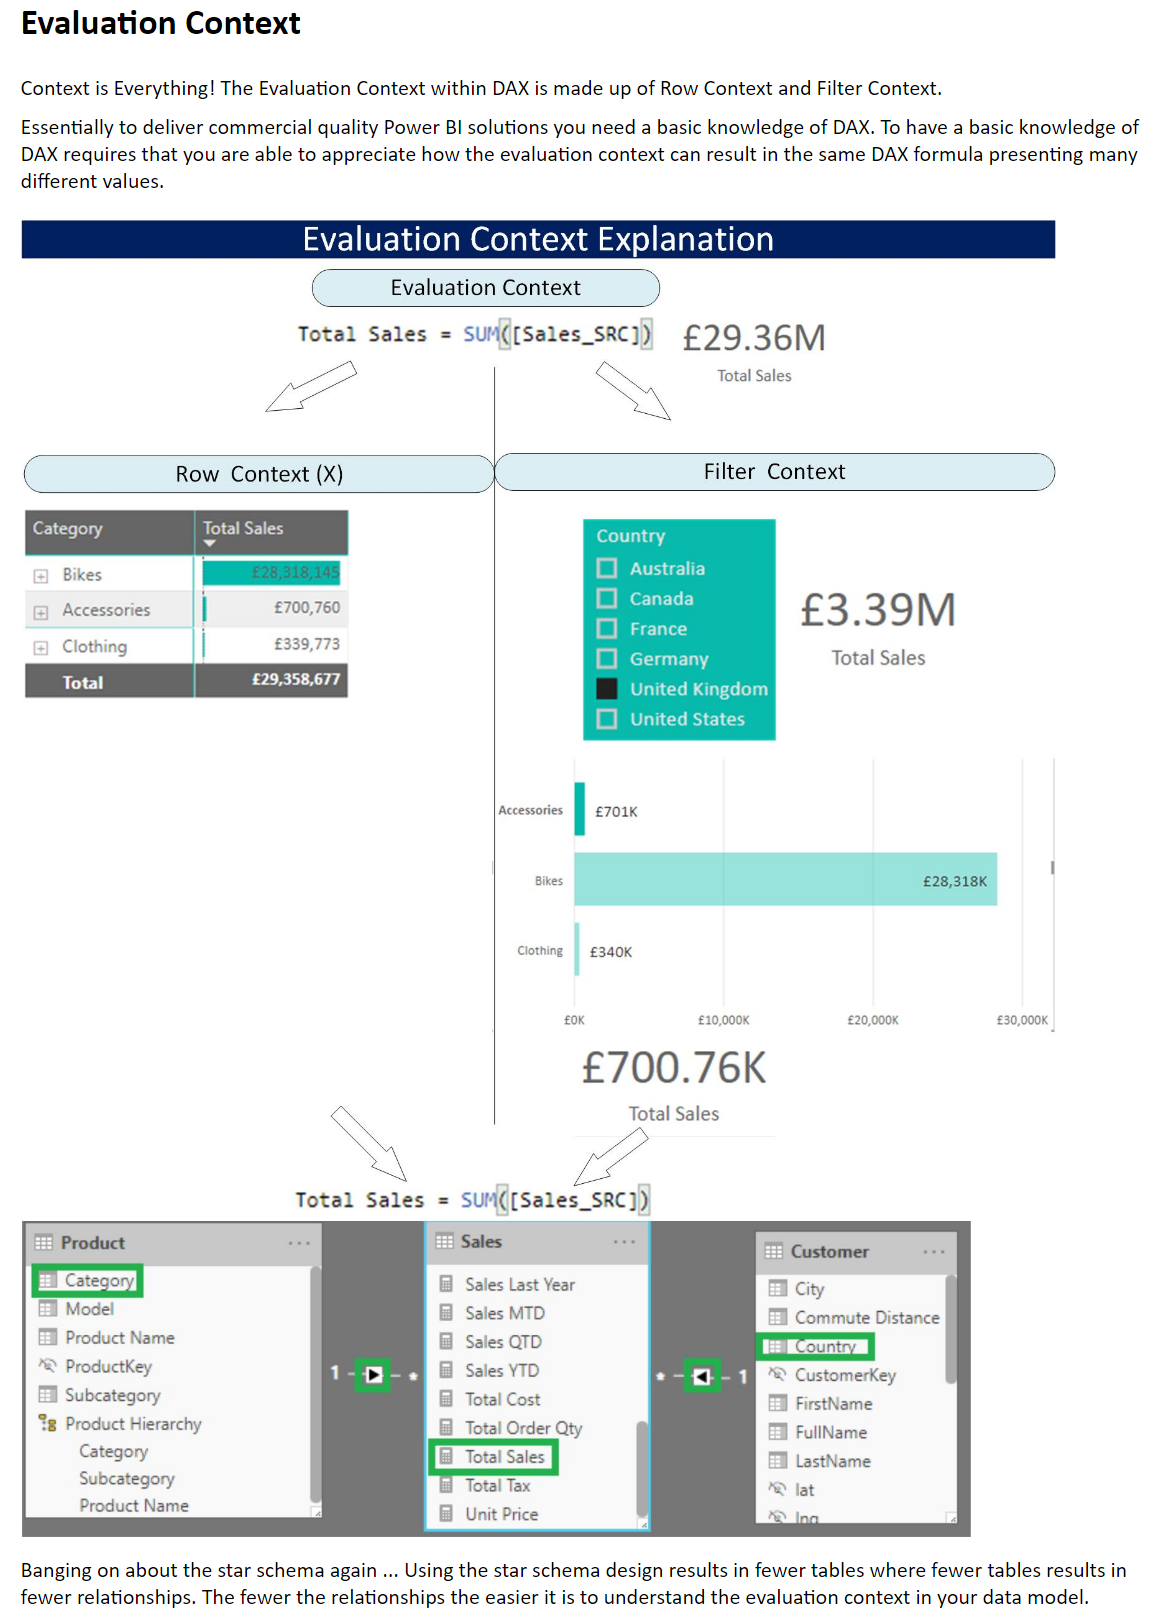 Evaluation Context
Context is Everything! The Evaluation Context within DAX is made up of Row Context and Filter Context.
Essentially to deliver commercial quality Power BI solutions you need a basic knowledge of DAX. To have a basic knowledge of
DAX requires that you are able to appreciate how the evaluation context can result in the same DAX formula presenting many
different values.
Evaluation Context Explanation
Evaluation Context
Total Sales = SUM([Sales_SRC])
£29.36M
Total Sales
Row Context (X)
Category Total Sales
Bikes £28,318,145
Accessories £700,760
Clothing £339,773
Total £29,358,677
Filter Context
Country
Australia
Canada
France
Germany
United Kingdom
United States
£3.39M
Total Sales
Accessories £701K
Bikes £28,318K
Clothing £340K
£0K £10,000K £20,000K £30,000K
£700.76K
Total Sales
Total Sales = SUM([Sales_SRC])
Product ...
Category
Model
Product Name
ProductKey
Subcategory
Product Hierarchy
Category
Subcategory
Product Name
1 *
Sales ...
Sales Last Year
Sales MTD
Sales QTD
Sales YTD
Total Cost
Total Order Qty
Total Sales
Total Tax
Unit Price
* 1
Customer ...
City
Commute Distance
Country
CustomerKey
FirstName
FullName
LastName
lat
lng
Banging on about the star schema again ... Using the star schema design results in fewer tables where fewer tables results in
fewer relationships. The fewer the relationships the easier it is to understand the evaluation context in your data model.